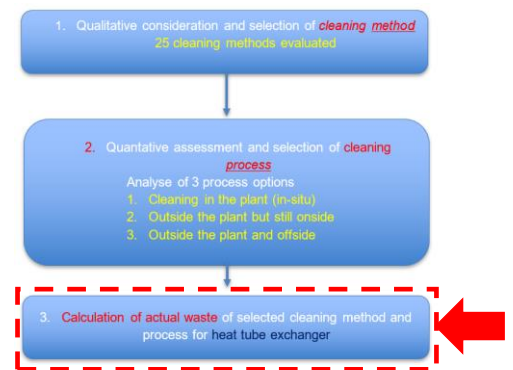 1. Qualitative consideration and selection of cleaning method
25 cleaning methods evaluated
2. Quantative assessment and selection of cleaning
process
Analyse of 3 process options
1. Cleaning in the plant (in-situ)
2. Outside the plant but still onside
3. Outside the plant and offside
3. Calculation of actual waste of selected cleaning method and
process for heat tube exchanger